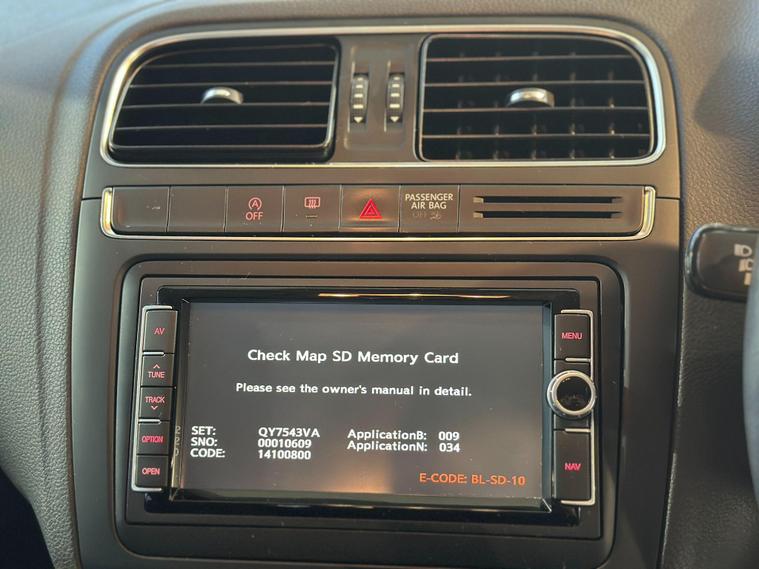 A
OFF
PASSENGER
AIR BAG
OFF
AV
TUNE
TRACK
OPTION
OPEN
MENU
NAV
Check Map SD Memory Card
Please see the owner's manual in detail.
SET: QY7543VA ApplicationB: 009
SNO: 00010609 ApplicationN: 034
CODE: 14100800
E-CODE: BL-SD-10